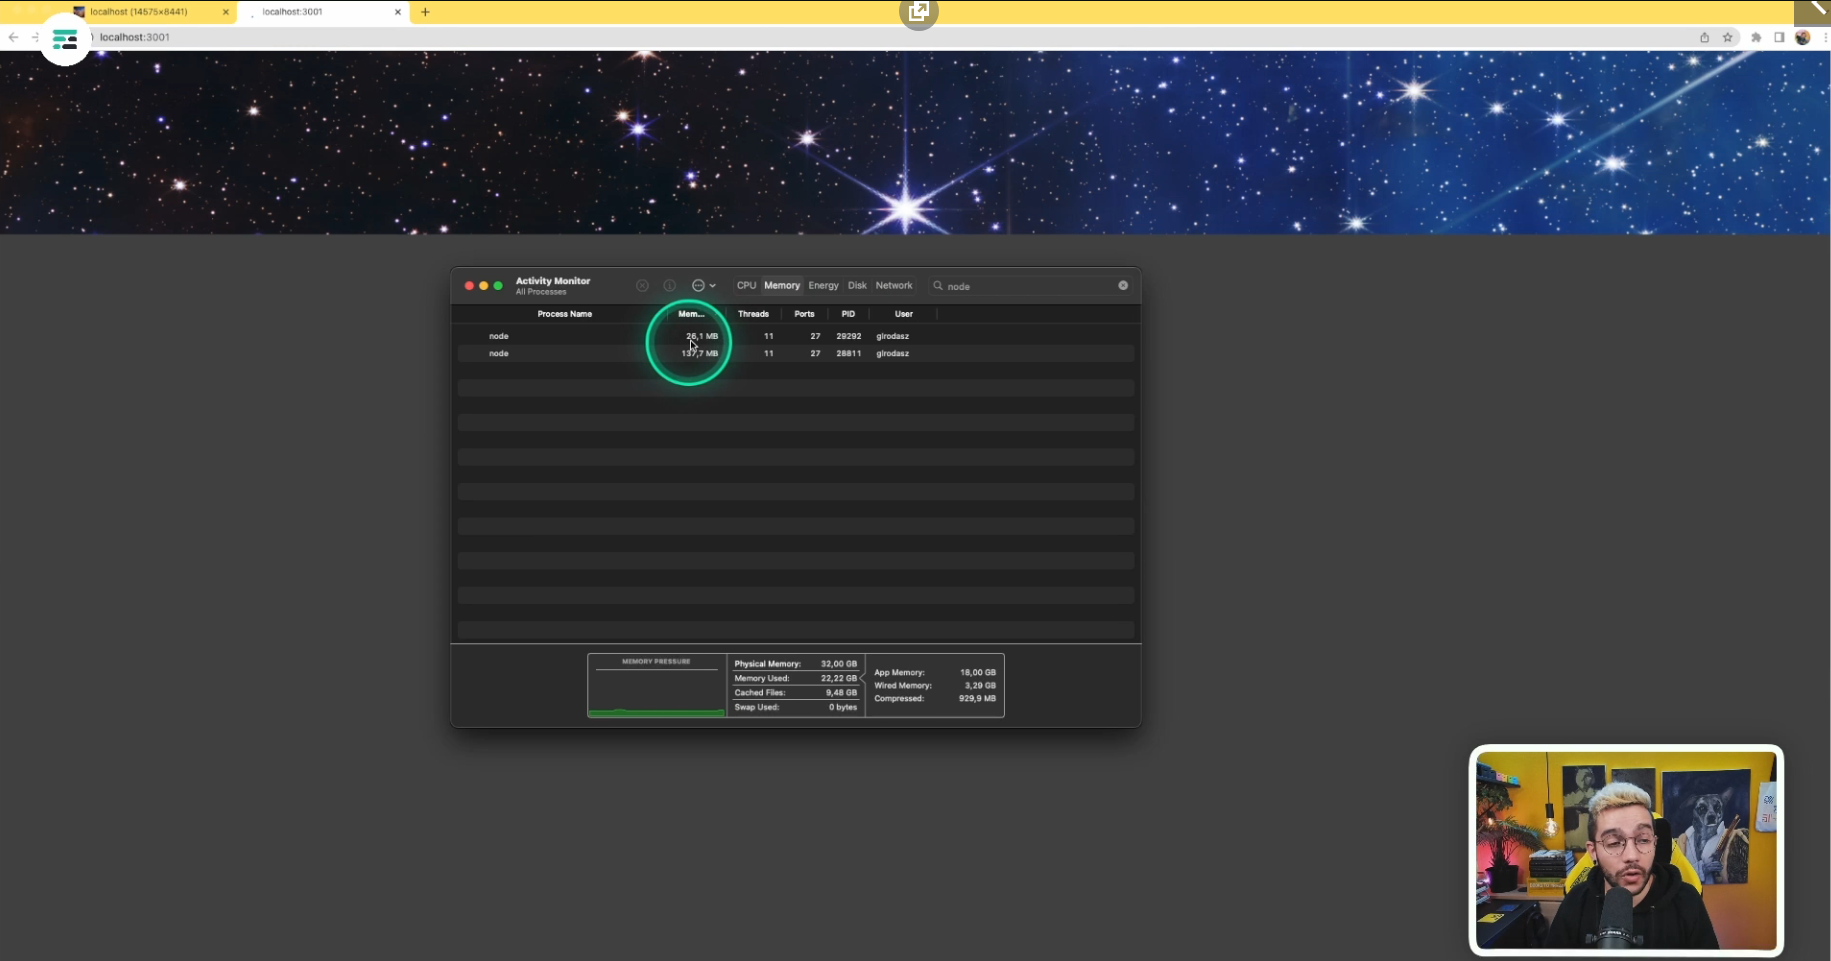 localhost (14575×8441)
localhost:3001
localhost:3001
Activity Monitor
All Processes
CPU Memory Energy Disk Network
node
Process Name Mem... Threads Ports PID User
node 26,1 MB 11 27 29292 girodasz
node 137,7 MB 11 27 28811 girodasz
MEMORY PRESSURE
Physical Memory: 32,00 GB
Memory Used: 22,22 GB
Cached Files: 9,48 GB
Swap Used: 0 bytes
App Memory: 18,00 GB
Wired Memory: 3,29 GB
Compressed: 929,9 MB